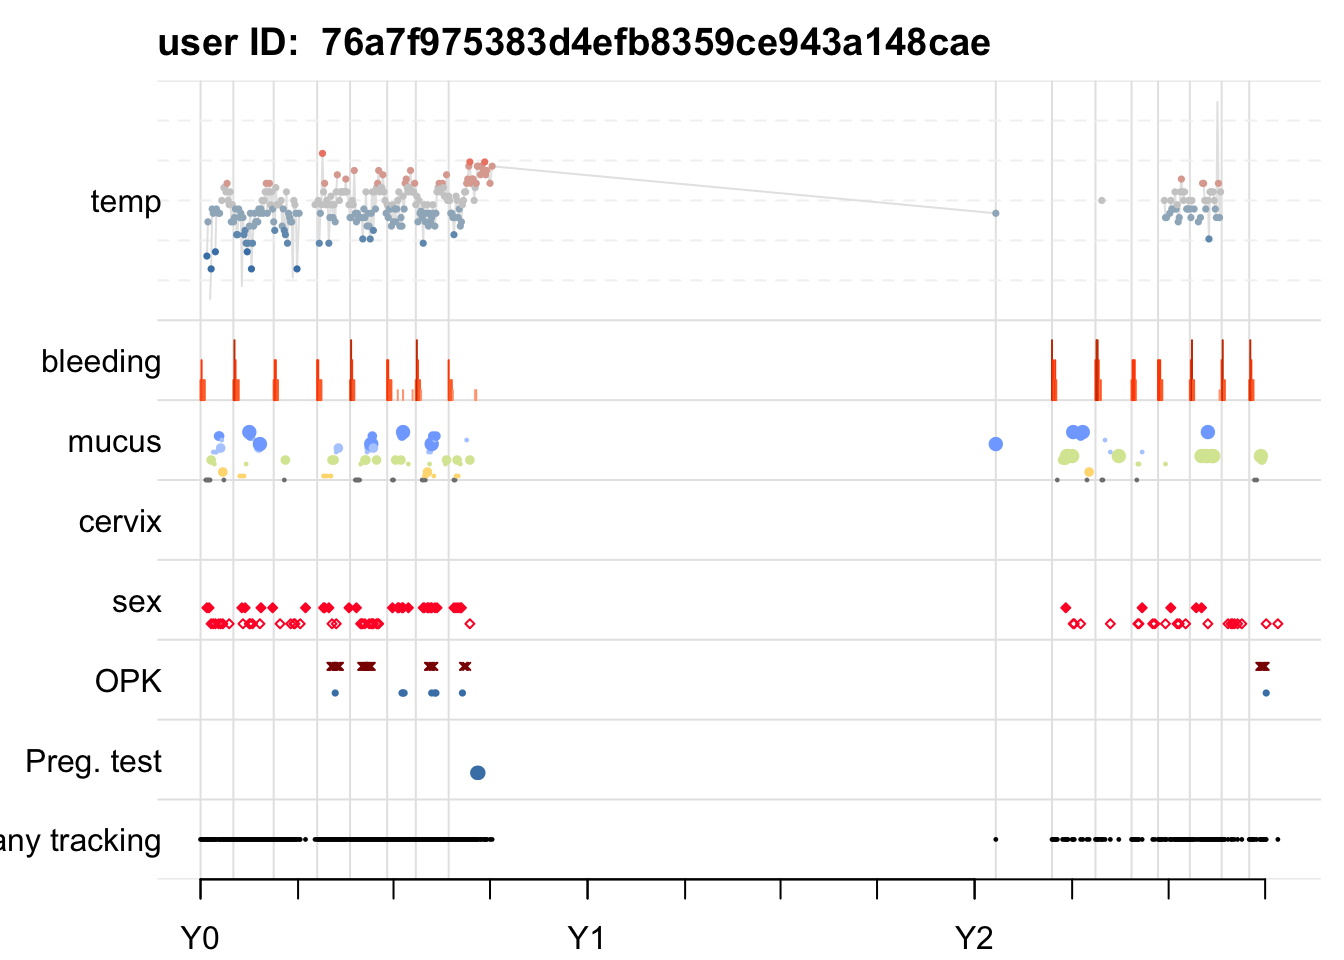 user ID:  76a7f975383d4efb8359ce943a148cae
temp
bleeding
mucus
cervix
sex
OPK
Preg. test
any tracking
Y0 Y1 Y2